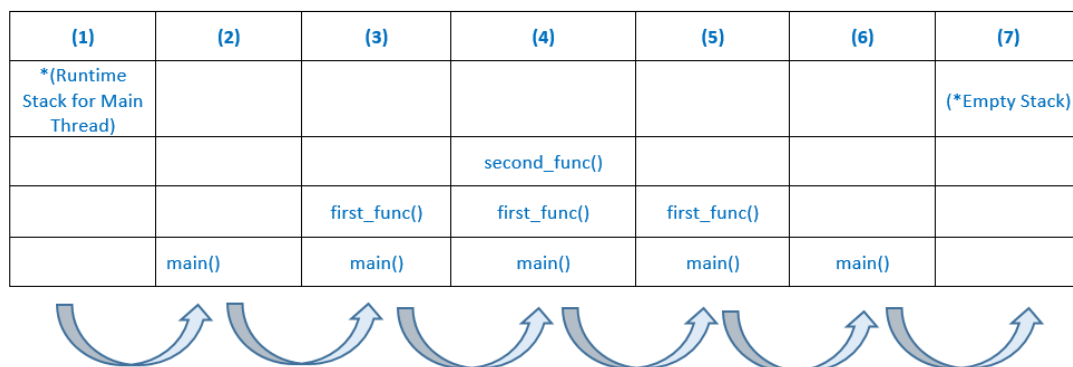 (1) (2) (3) (4) (5) (6) (7)
*(Runtime
Stack for Main
Thread)
(*Empty Stack)
second_func()
first_func() first_func() first_func()
main() main() main() main() main()